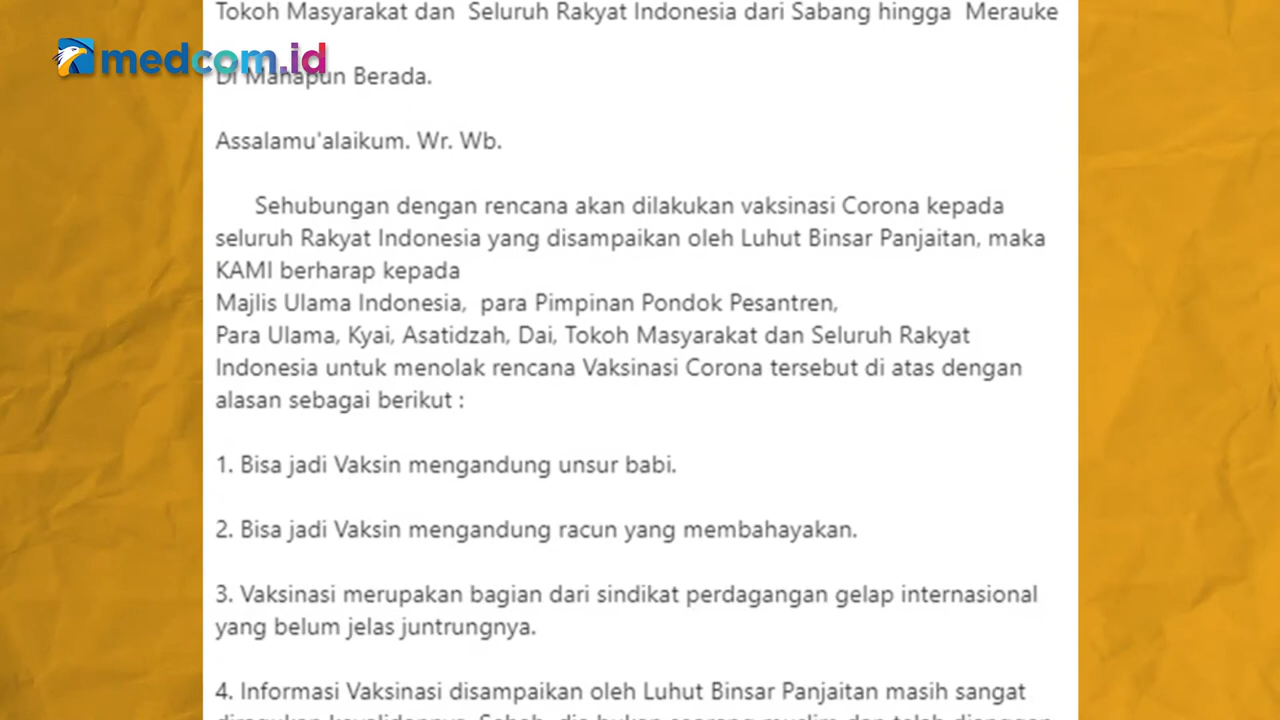 Tokoh Masyarakat dan Seluruh Rakyat Indonesia dari Sabang hingga Merauke
medcom.id
Di Manapun Berada.
Assalamu'alaikum. Wr. Wb.
Sehubungan dengan rencana akan dilakukan vaksinasi Corona kepada
seluruh Rakyat Indonesia yang disampaikan oleh Luhut Binsar Panjaitan, maka
KAMI berharap kepada
Majlis Ulama Indonesia, para Pimpinan Pondok Pesantren,
Para Ulama, Kyai, Asatidzah, Dai, Tokoh Masyarakat dan Seluruh Rakyat
Indonesia untuk menolak rencana Vaksinasi Corona tersebut di atas dengan
alasan sebagai berikut :
1. Bisa jadi Vaksin mengandung unsur babi.
2. Bisa jadi Vaksin mengandung racun yang membahayakan.
3. Vaksinasi merupakan bagian dari sindikat perdagangan gelap internasional
yang belum jelas juntrungnya.
4. Informasi Vaksinasi disampaikan oleh Luhut Binsar Panjaitan masih sangat